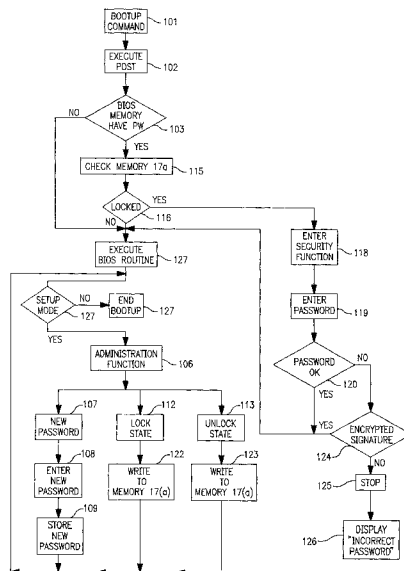 BOOTUP
COMMAND
101
EXECUTE
POST
102
BIOS
MEMORY
HAVE PW
103
NO
YES
CHECK MEMORY 17a
115
LOCKED
116
YES
NO
EXECUTE
BIOS ROUTINE
127
ENTER
SECURITY
FUNCTION
118
ENTER
PASSWORD
119
PASSWORD
OK
120
NO
YES
ENCRYPTED
SIGNATURE
124
YES
NO
STOP
125
DISPLAY
"INCORRECT
PASSWORD"
126
SETUP
MODE
127
NO
END
BOOTUP
127
YES
ADMINISTRATION
FUNCTION
106
107
NEW
PASSWORD
112
LOCK
STATE
113
UNLOCK
STATE
108
ENTER
NEW
PASSWORD
122
WRITE
TO
MEMORY 17(a)
123
WRITE
TO
MEMORY 17(a)
109
STORE
NEW
PASSWORD